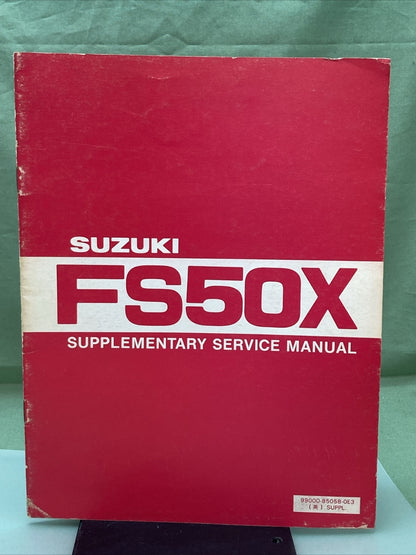 SUZUKI
FS50X
SUPPLEMENTARY SERVICE MANUAL
99000-85058-0E3
(英) SUPPL.